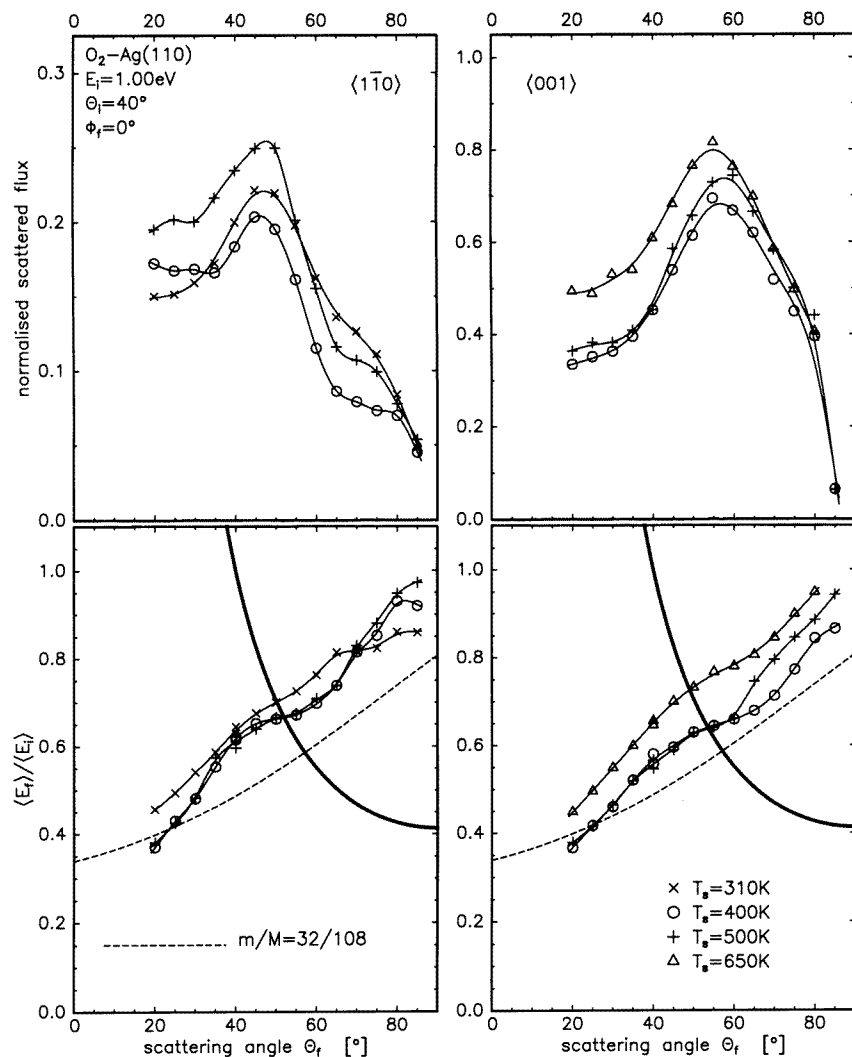 0 20 40 60 80 0 20 40 60 80
O₂−Ag(110)
Eᵢ=1.00eV
Θᵢ=40°
Φ_f=0°
⟨11̄0⟩
⟨001⟩
normalised scattered flux
0.3
0.2
0.1
0.0
1.0
0.8
0.6
0.4
0.2
0.0
⟨E_f⟩/⟨Eᵢ⟩
1.0
0.8
0.6
0.4
0.2
0.0
m/M=32/108
1.0
0.8
0.6
0.4
0.2
0.0
× Tₛ=310K
○ Tₛ=400K
+ Tₛ=500K
△ Tₛ=650K
0 20 40 60 80 0 20 40 60 80
scattering angle Θ_f [°]
scattering angle Θ_f [°]